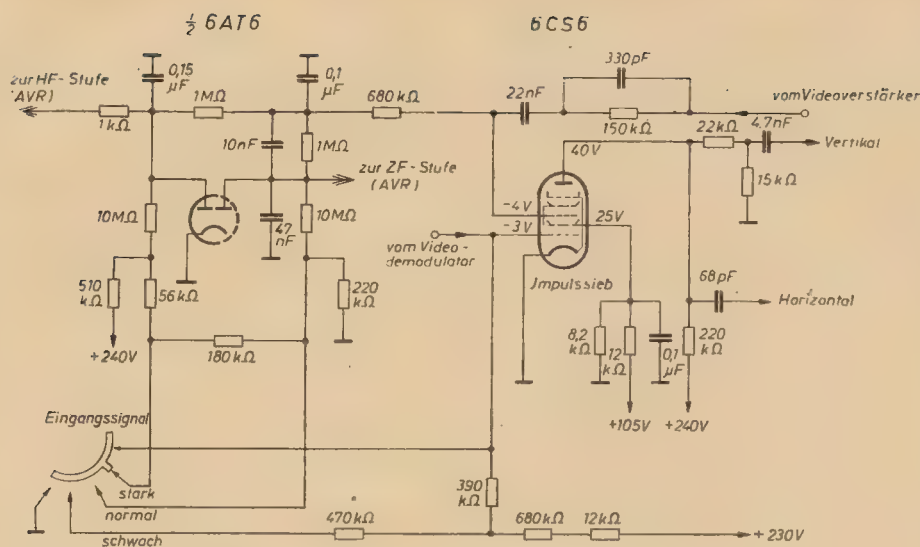 ½ 6AT6
6CS6
zur HF-Stufe
(AVR)
0,15
µF
0,1
µF
330pF
1kΩ
1MΩ
680kΩ
22nF
150kΩ
vom Videoverstärker
10nF
1MΩ
40V
22kΩ
4,7nF
Vertikal
zur ZF-Stufe
(AVR)
15kΩ
10MΩ
47
nF
10MΩ
-4V
-3V
25V
vom Video-
demodulator
Impulssieb
510
kΩ
56kΩ
220
kΩ
68pF
Horizontal
+240V
180kΩ
8,2
kΩ
12
kΩ
0,1
µF
220
kΩ
+105V
+240V
Eingangssignal
stark
normal
schwach
390
kΩ
470kΩ
680kΩ
12kΩ
+230V